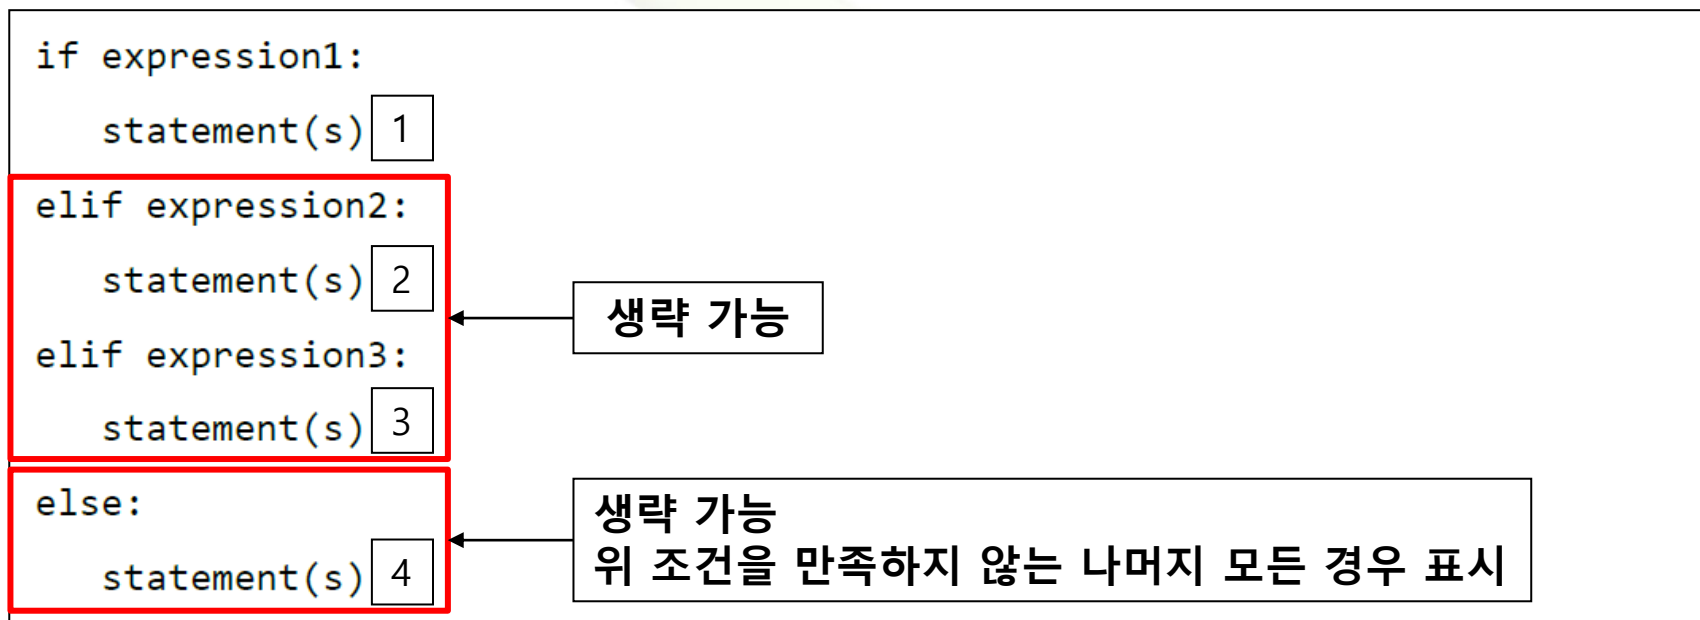 if expression1:
statement(s) 1
elif expression2:
statement(s) 2
생략 가능
elif expression3:
statement(s) 3
else:
생략 가능
위 조건을 만족하지 않는 나머지 모든 경우 표시
statement(s) 4